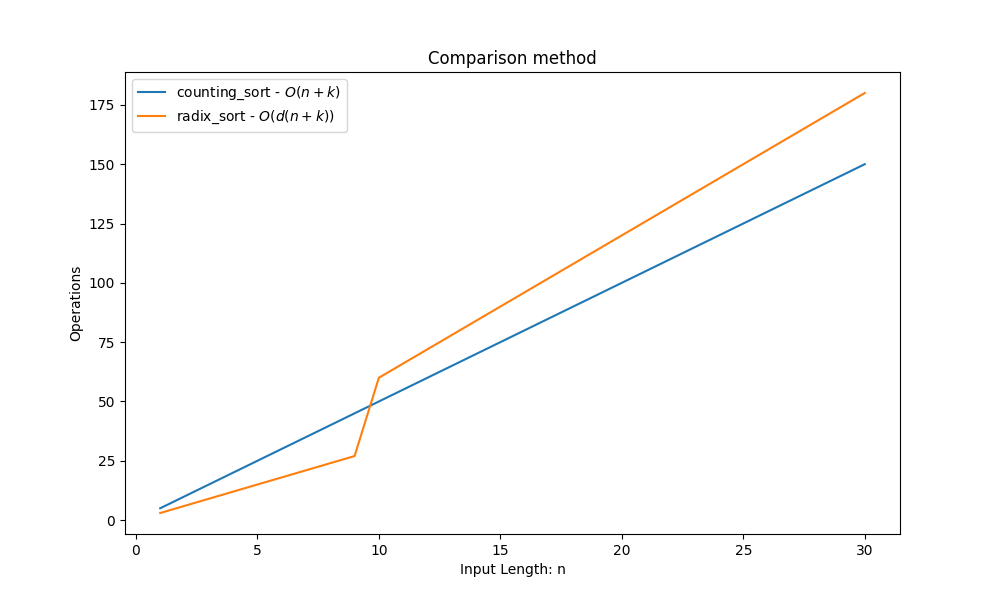 Comparison method
counting_sort - O(n + k)
radix_sort - O(d(n + k))
175
150
125
100
75
50
25
0
Operations
0 5 10 15 20 25 30
Input Length: n